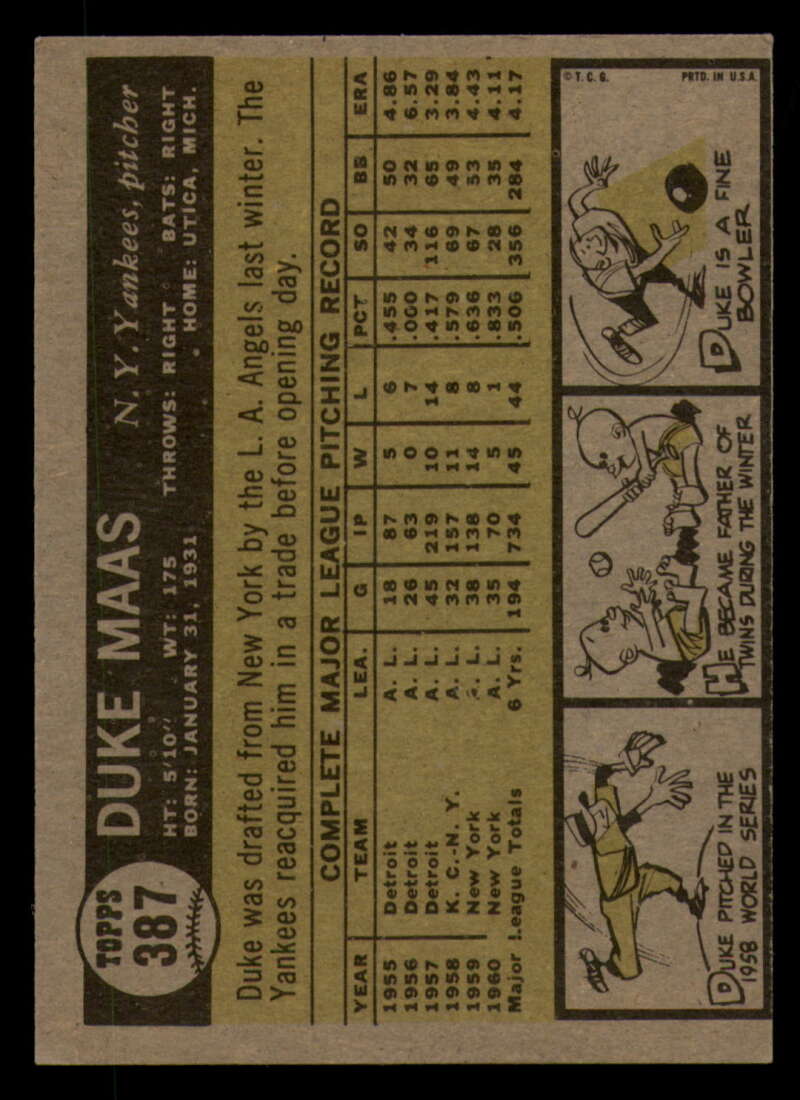 TOPPS
387
DUKE MAAS N. Y. Yankees, pitcher
HT: 5'10" WT: 175 THROWS: RIGHT BATS: RIGHT
BORN: JANUARY 31, 1931 HOME: UTICA, MICH.
Duke was drafted from New York by the L. A. Angels last winter. The
Yankees reacquired him in a trade before opening day.
COMPLETE MAJOR LEAGUE PITCHING RECORD
YEAR TEAM LEA. G IP W L PCT SO BB ERA
1955 Detroit A. L. 18 87 5 6 .455 42 50 4.86
1956 Detroit A. L. 26 63 0 7 .000 34 32 6.57
1957 Detroit A. L. 45 219 10 14 .417 116 65 3.29
1958 K. C.-N. Y. A. L. 32 157 11 8 .579 69 49 3.84
1959 New York A. L. 38 138 14 8 .636 67 53 4.43
1960 New York A. L. 35 70 5 1 .833 28 35 4.11
Major League Totals 6 Yrs. 194 734 45 44 .506 356 284 4.17
DUKE PITCHED IN THE
1958 WORLD SERIES
HE BECAME FATHER OF
TWINS DURING THE WINTER
© T. C. G. PRTD. IN U.S.A.
DUKE IS A FINE
BOWLER